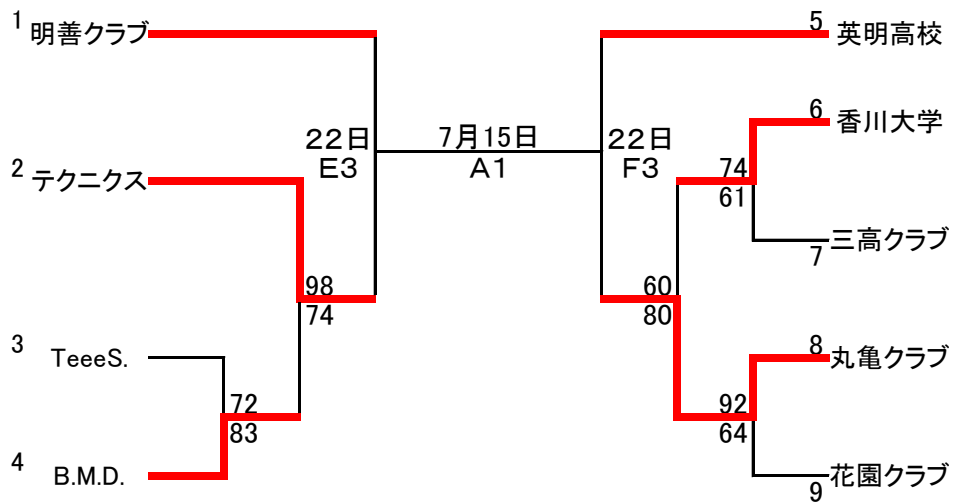 1 明善クラブ
5 英明高校
6 香川大学
22日
E3
7月15日
A1
22日
F3
2 テクニクス
74
61
三高クラブ
7
98
74
60
80
3 TeeeS.
8 丸亀クラブ
72
83
92
64
4 B.M.D.
花園クラブ
9